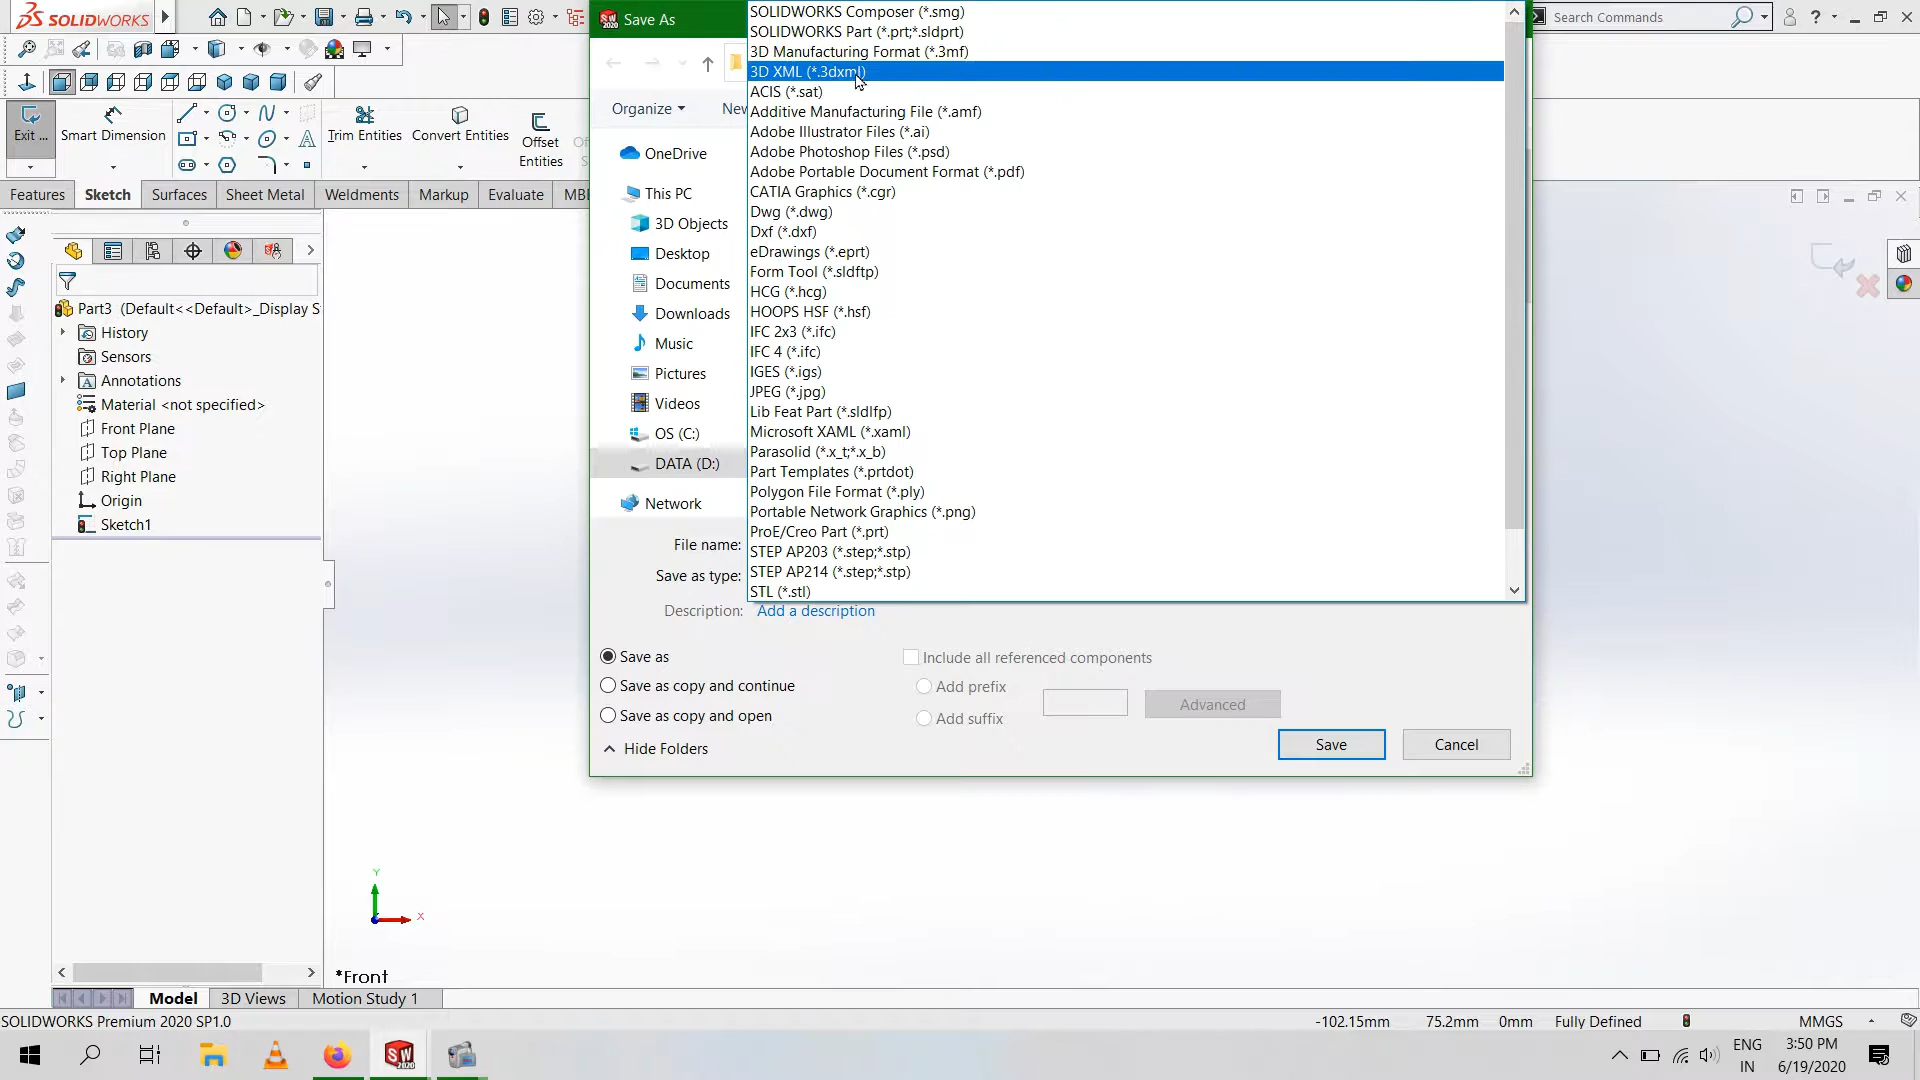 SOLIDWORKS
Save As
Search Commands
Exit ...
Smart Dimension
Trim Entities
Convert Entities
Offset
Entities
Features
Sketch
Surfaces
Sheet Metal
Weldments
Markup
Evaluate
MB
Part3 (Default<<Default>_Display S
History
Sensors
Annotations
Material <not specified>
Front Plane
Top Plane
Right Plane
Origin
Sketch1
Organize
New
OneDrive
This PC
3D Objects
Desktop
Documents
Downloads
Music
Pictures
Videos
OS (C:)
DATA (D:)
Network
SOLIDWORKS Composer (*.smg)
SOLIDWORKS Part (*.prt;*.sldprt)
3D Manufacturing Format (*.3mf)
3D XML (*.3dxml)
ACIS (*.sat)
Additive Manufacturing File (*.amf)
Adobe Illustrator Files (*.ai)
Adobe Photoshop Files (*.psd)
Adobe Portable Document Format (*.pdf)
CATIA Graphics (*.cgr)
Dwg (*.dwg)
Dxf (*.dxf)
eDrawings (*.eprt)
Form Tool (*.sldftp)
HCG (*.hcg)
HOOPS HSF (*.hsf)
IFC 2x3 (*.ifc)
IFC 4 (*.ifc)
IGES (*.igs)
JPEG (*.jpg)
Lib Feat Part (*.sldlfp)
Microsoft XAML (*.xaml)
Parasolid (*.x_t;*.x_b)
Part Templates (*.prtdot)
Polygon File Format (*.ply)
Portable Network Graphics (*.png)
ProE/Creo Part (*.prt)
STEP AP203 (*.step;*.stp)
STEP AP214 (*.step;*.stp)
STL (*.stl)
File name:
Save as type:
Description: Add a description
Save as
Save as copy and continue
Save as copy and open
Include all referenced components
Add prefix
Add suffix
Advanced
Hide Folders
Save
Cancel
Y
X
*Front
Model
3D Views
Motion Study 1
SOLIDWORKS Premium 2020 SP1.0
-102.15mm
75.2mm
0mm
Fully Defined
MMGS
ENG
IN
3:50 PM
6/19/2020